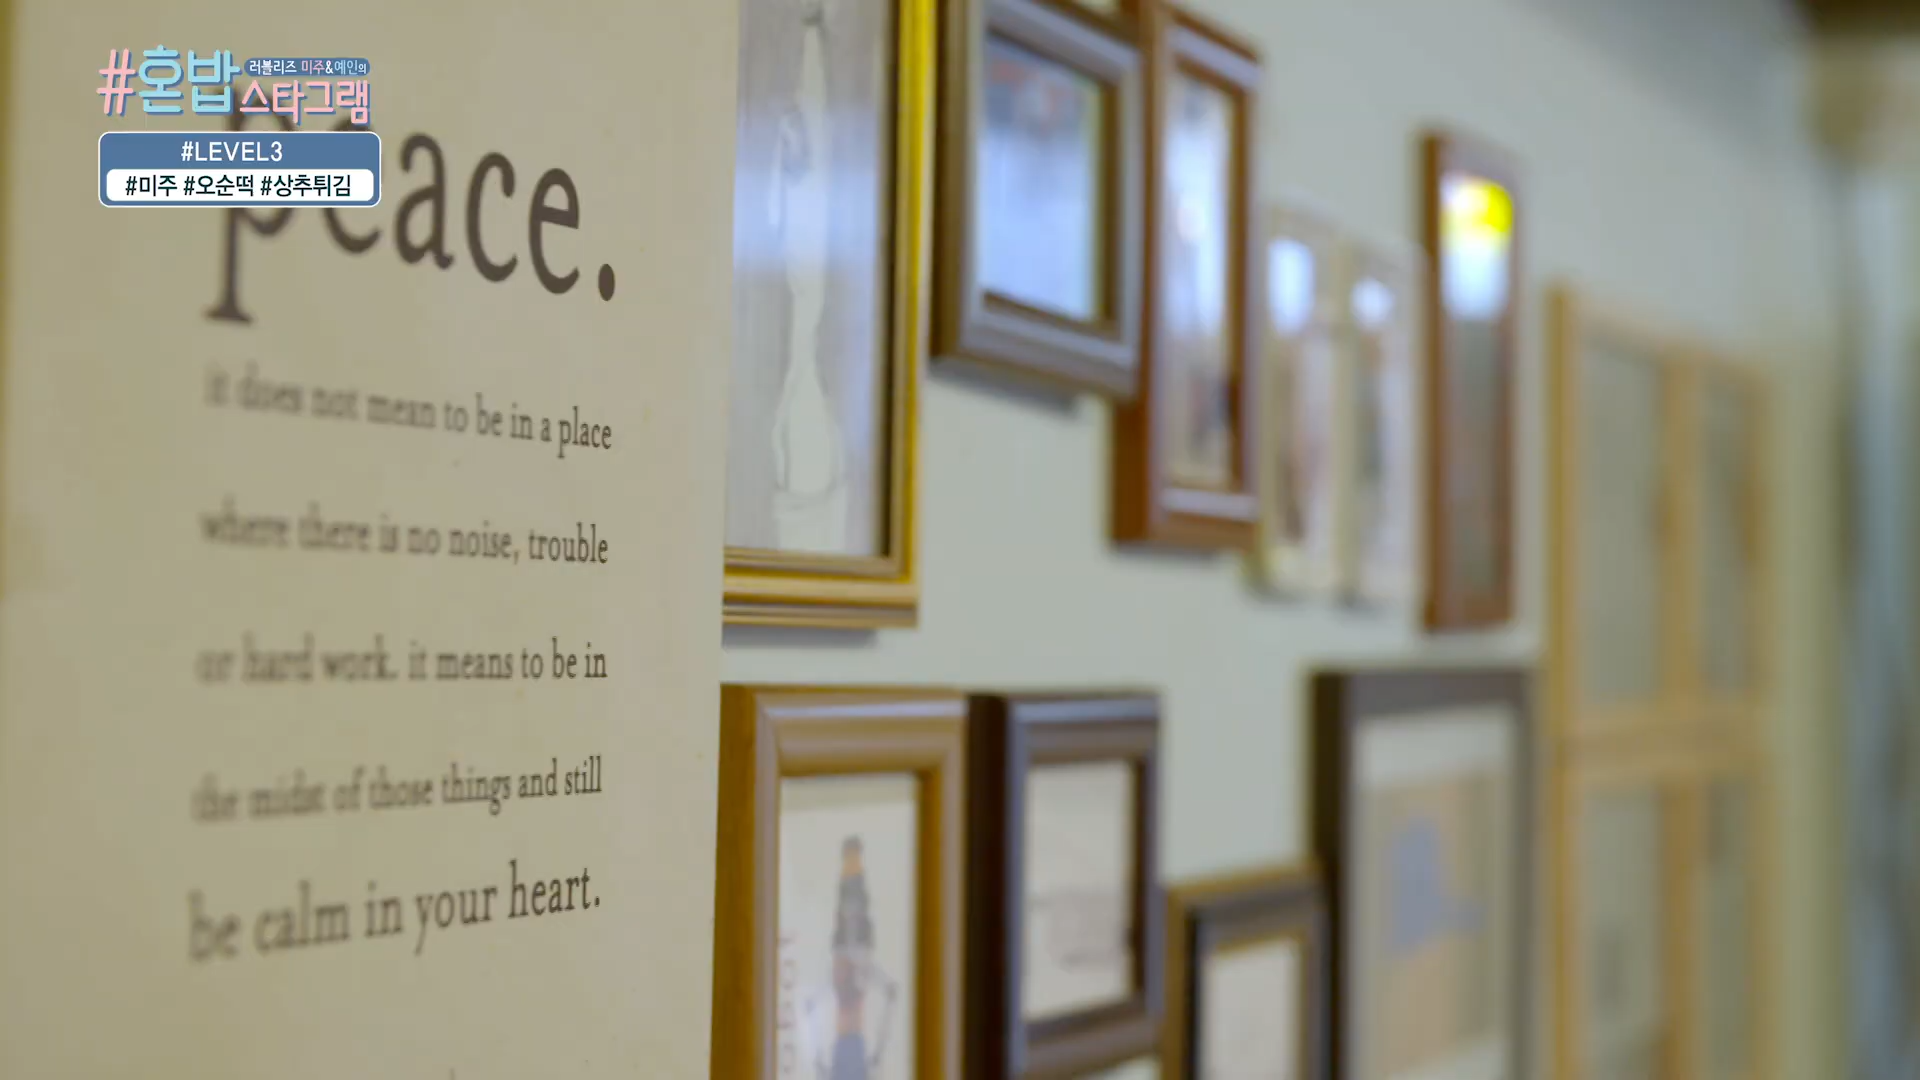 #혼밥
러블리즈 미주&예인의
스타그램
#LEVEL3
#미주 #오순떡 #상추튀김
peace.
it does not mean to be in a place
where there is no noise, trouble
or hard work. it means to be in
the midst of those things and still
be calm in your heart.